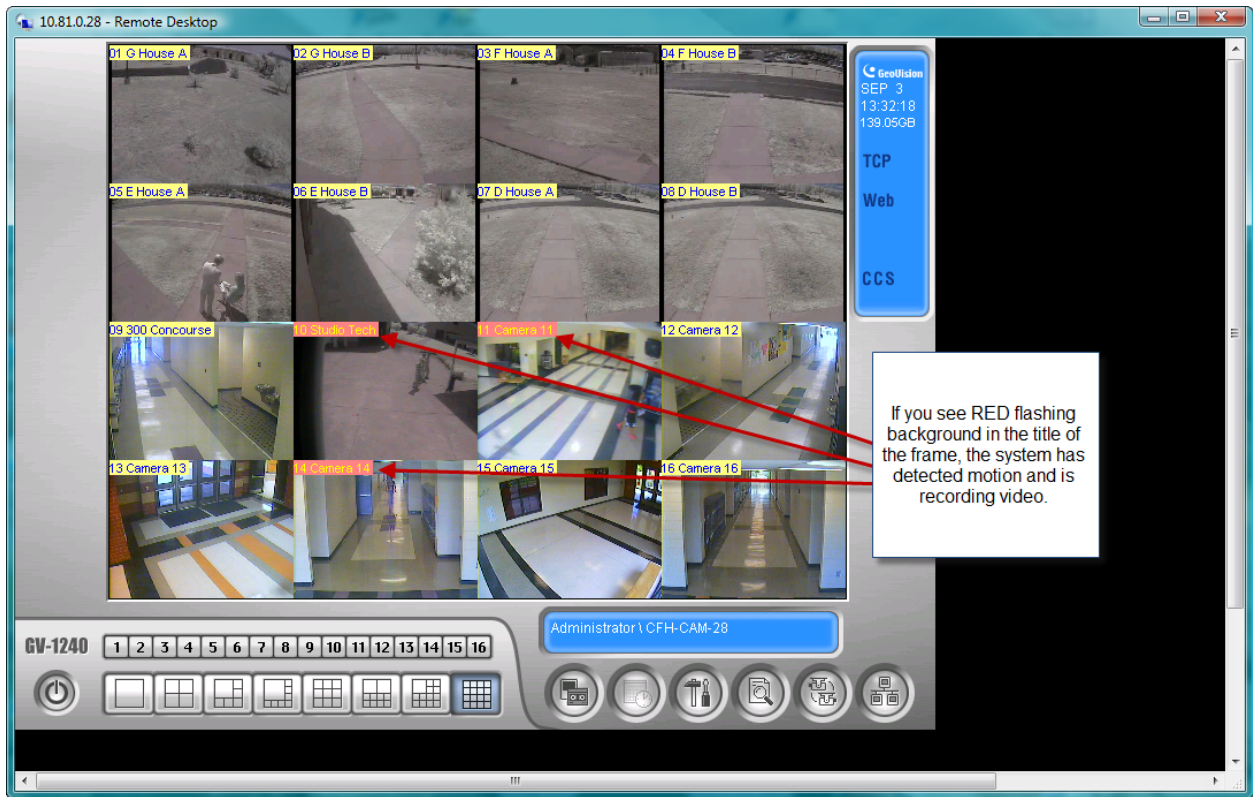 10.81.0.28 - Remote Desktop
01 G House A
02 G House B
03 F House A
04 F House B
GeoVision
SEP 3
13:32:18
139.05GB
TCP
Web
CCS
05 E House A
06 E House B
07 D House A
08 D House B
09 300 Concourse
10 Studio Tech
11 Camera 11
12 Camera 12
If you see RED flashing
background in the title of
the frame, the system has
detected motion and is
recording video.
13 Camera 13
14 Camera 14
15 Camera 15
16 Camera 16
Administrator \ CFH-CAM-28
GV-1240
1 2 3 4 5 6 7 8 9 10 11 12 13 14 15 16